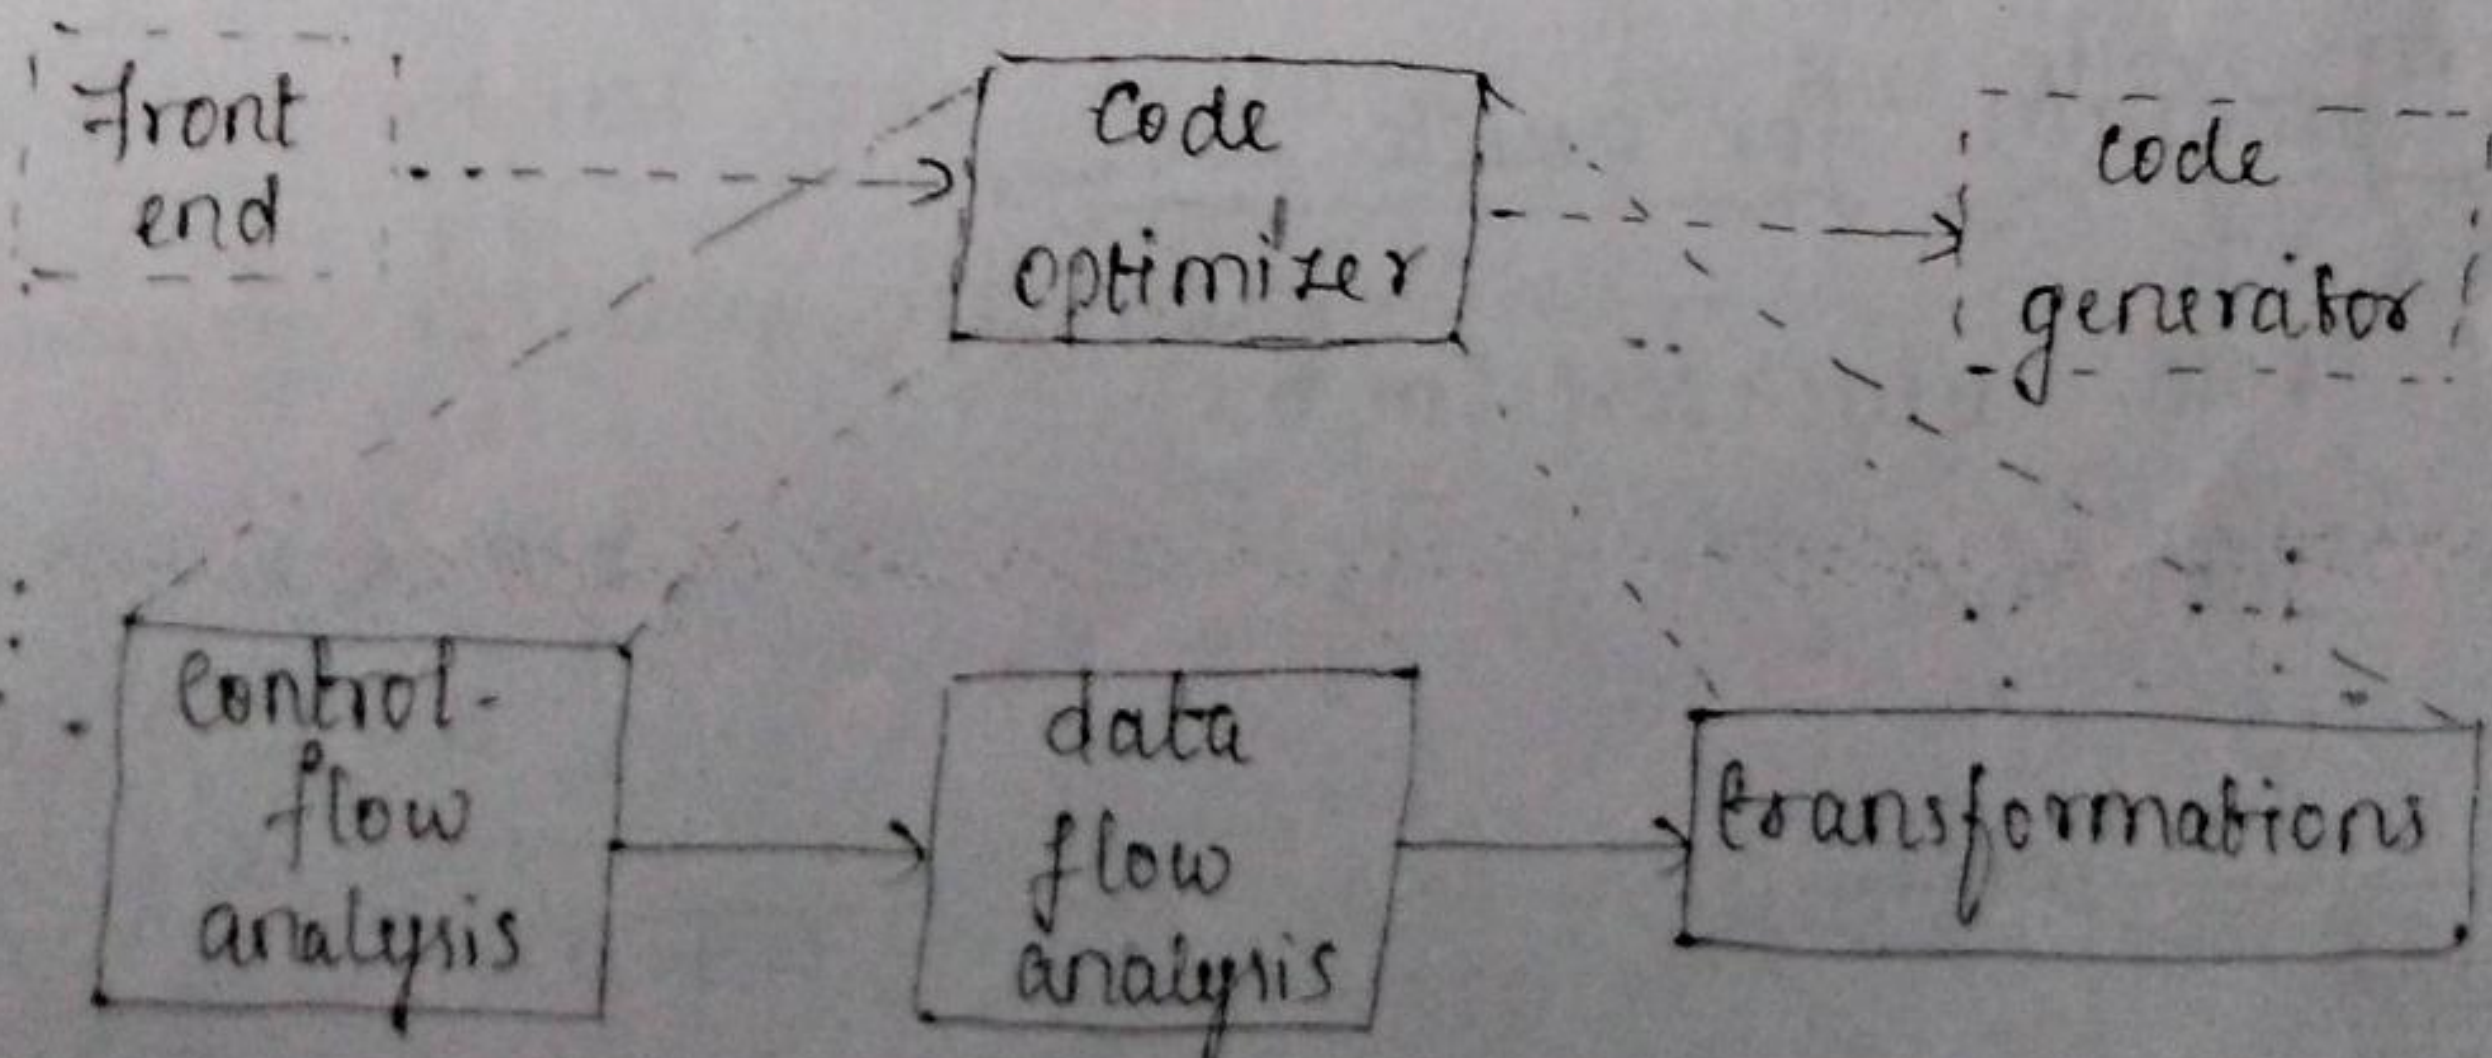 Front
end
Code
optimizer
code
generator
control-
flow
analysis
data
flow
analysis
transformations